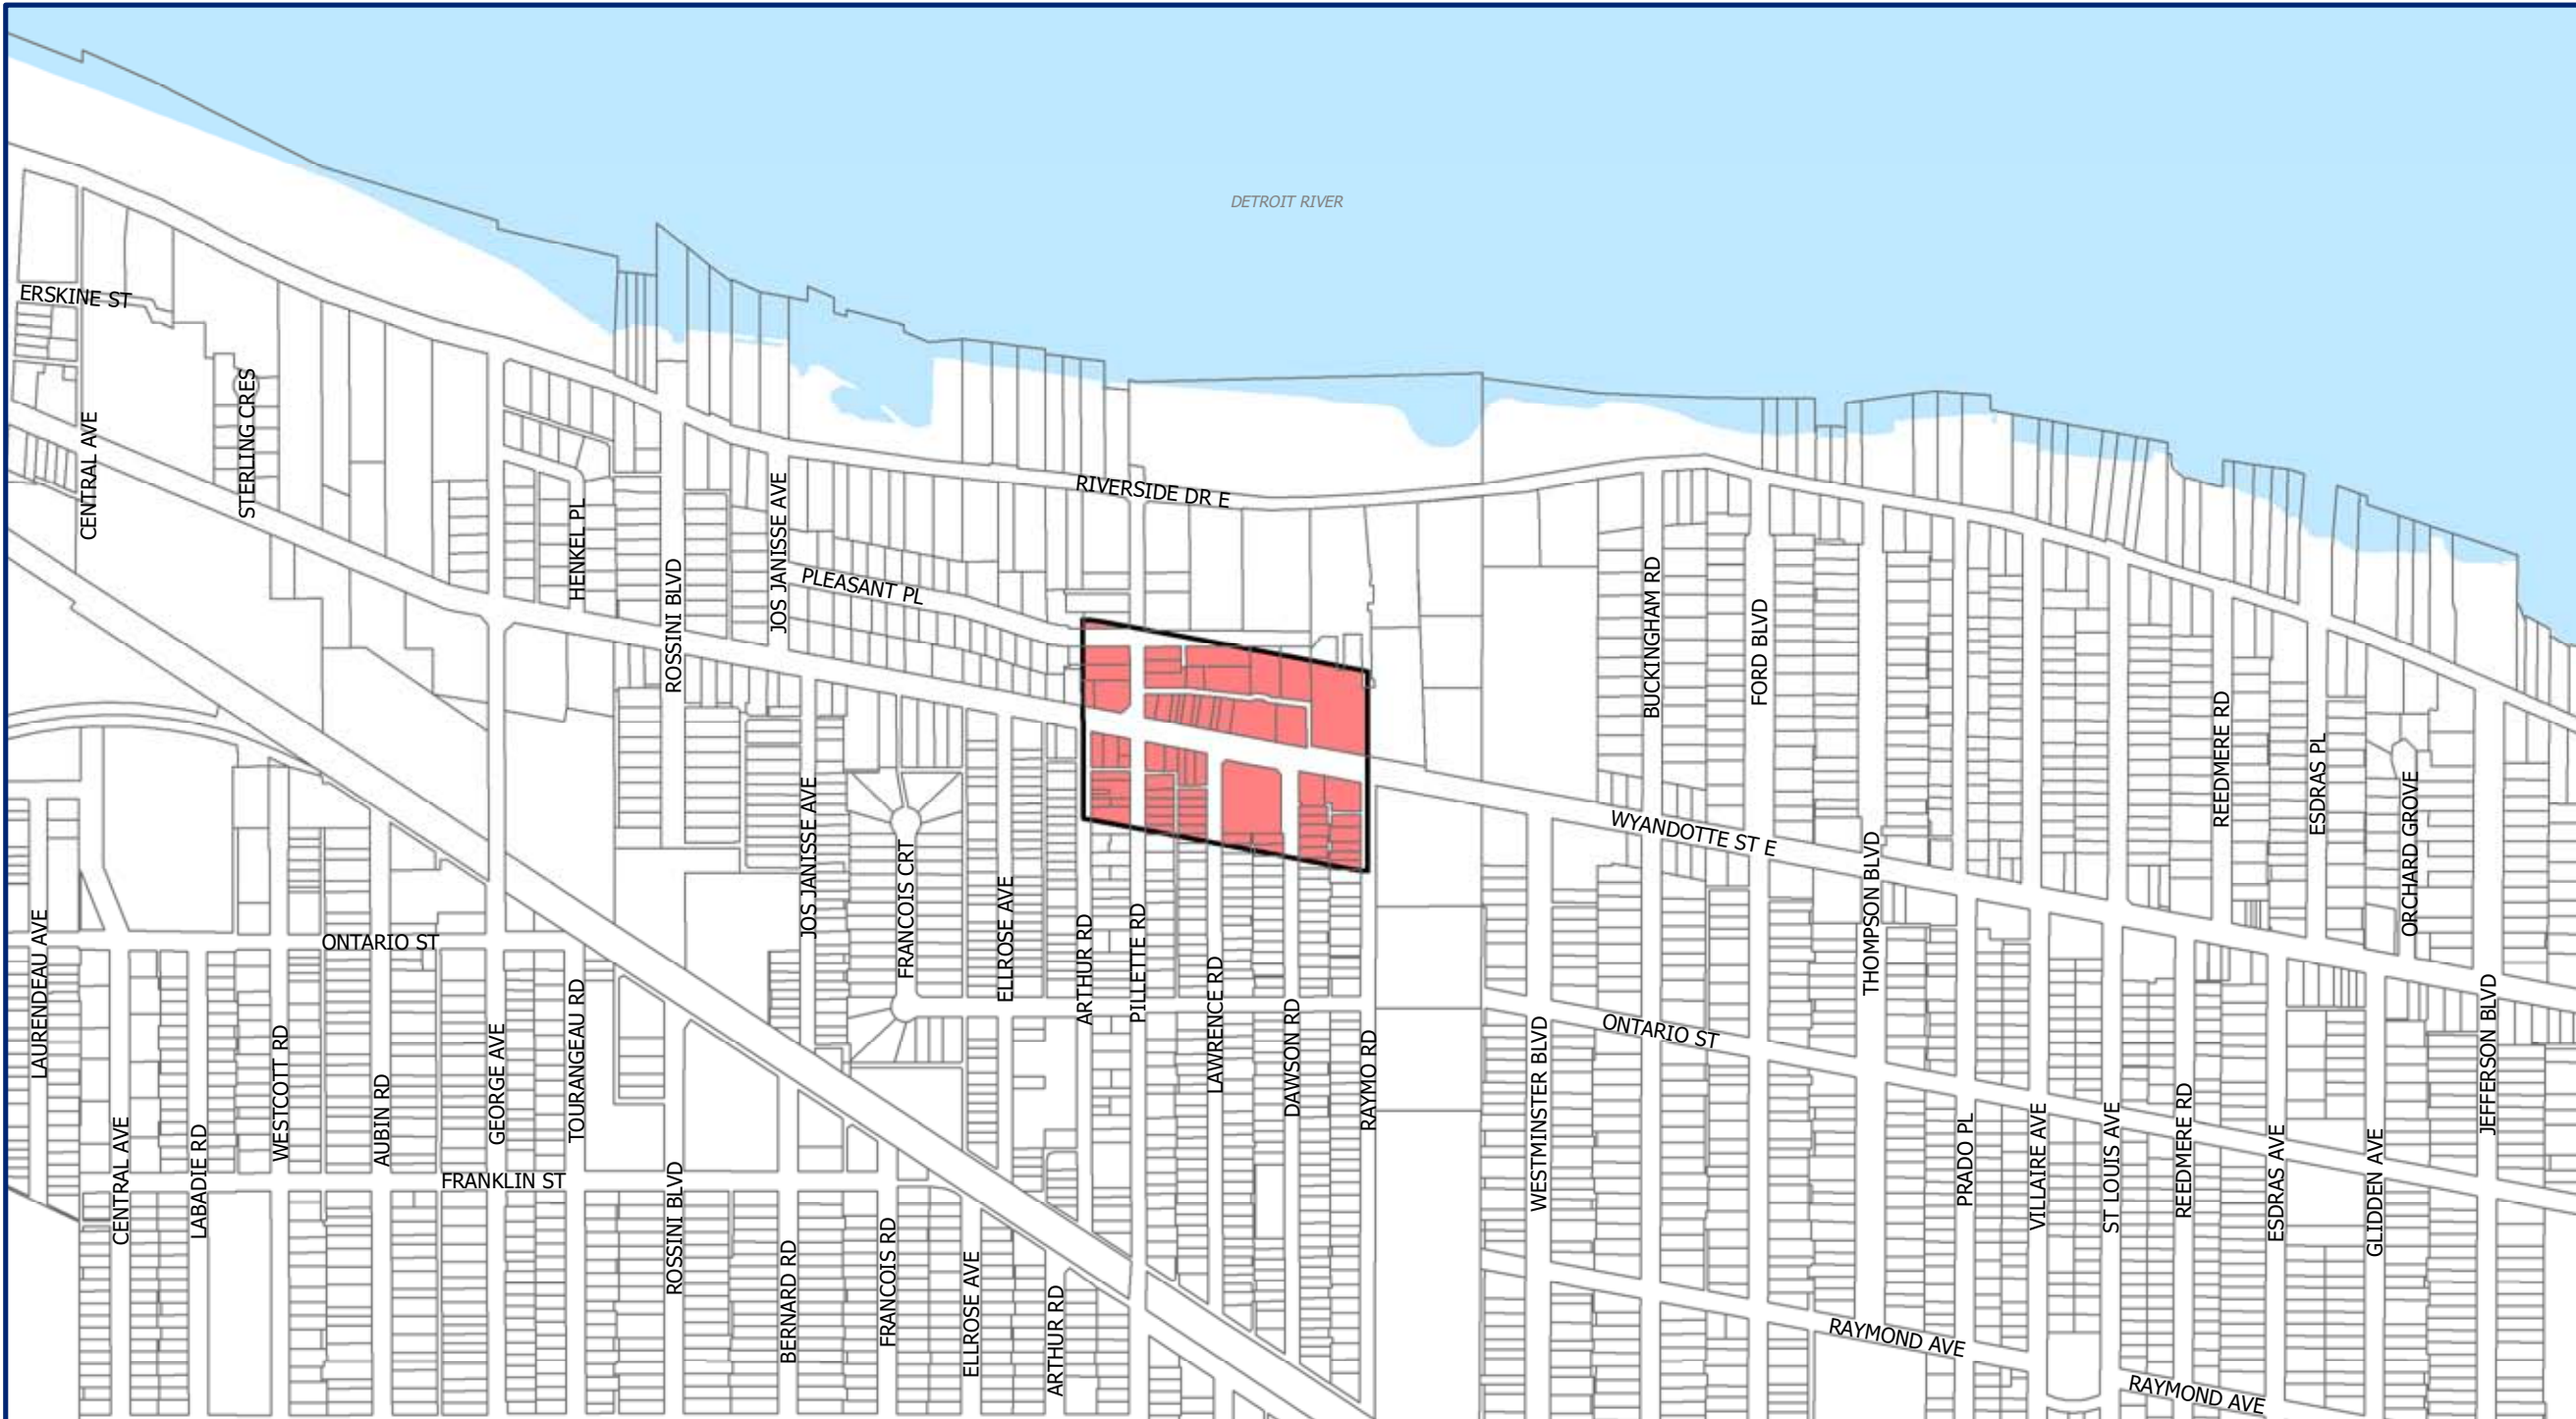 DETROIT RIVER
ERSKINE ST
CENTRAL AVE
STERLING CRES
HENKEL PL
ROSSINI BLVD
JOS JANISSE AVE
PLEASANT PL
RIVERSIDE DR E
BUCKINGHAM RD
FORD BLVD
REEDMERE RD
ESDRAS PL
ORCHARD GROVE
WYANDOTTE ST E
THOMPSON BLVD
JOS JANISSE AVE
FRANCOIS CRT
ELLROSE AVE
ARTHUR RD
PILLETTE RD
LAWRENCE RD
DAWSON RD
RAYMO RD
LAURENDEAU AVE
ONTARIO ST
WESTCOTT RD
AUBIN RD
GEORGE AVE
TOURANGEAU RD
WESTMINSTER BLVD
ONTARIO ST
JEFFERSON BLVD
CENTRAL AVE
LABADIE RD
FRANKLIN ST
ROSSINI BLVD
BERNARD RD
FRANCOIS RD
ELLROSE AVE
ARTHUR RD
PRADO PL
VILLAIRE AVE
ST LOUIS AVE
REEDMERE RD
ESDRAS AVE
GLIDDEN AVE
RAYMOND AVE
RAYMOND AVE